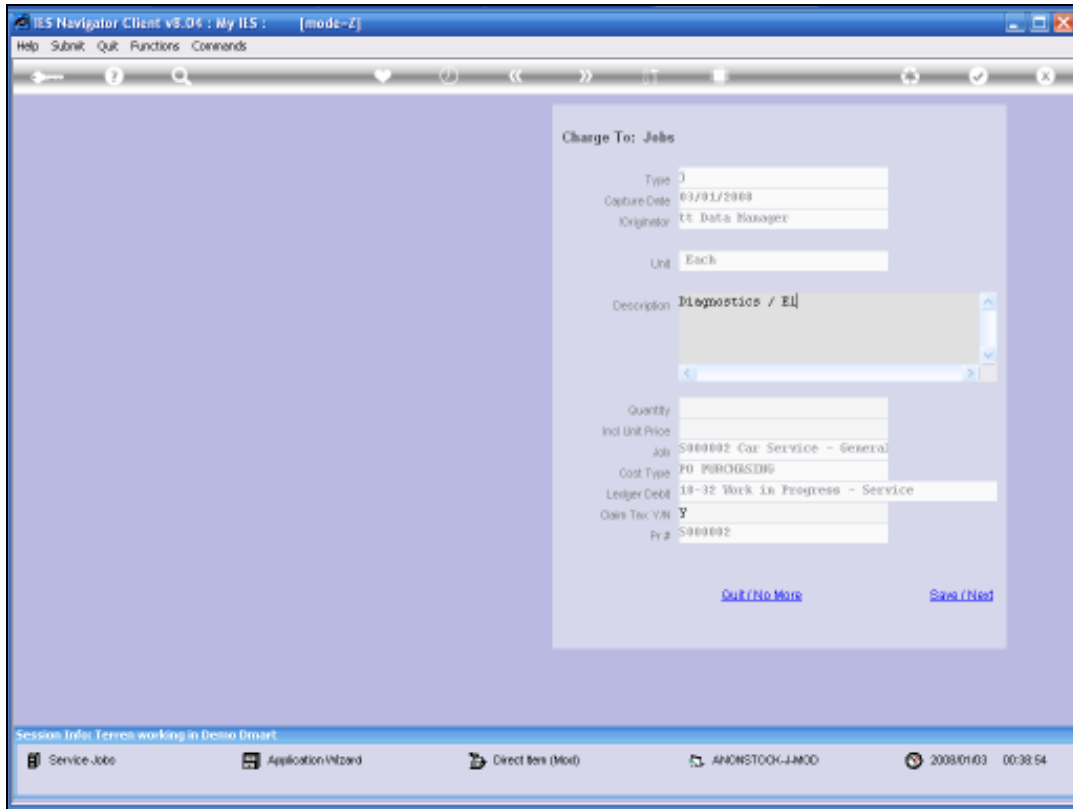 IES Navigator Client v8.04 : My IES : [mode=Z]
Help Submit Quit Functions Commands
Charge To: Jobs
Type J
Capture Date 03/01/2008
!Originator tt Data Manager
Unit Each
Description Diagnostics / El
Quantity
Incl Unit Price
Job S000002 Car Service - General
Cost Type PO PURCHASING
Ledger Debit 18-32 Work in Progress - Service
Claim Tax Y/N Y
Pr # S000002
Quit / No More Save / Next
Session Info: Terren working in Demo Dmart
Service Jobs Application Wizard Direct Item (Mod) ANONSTOCK-J-MOD 2008/01/03 00:38:54